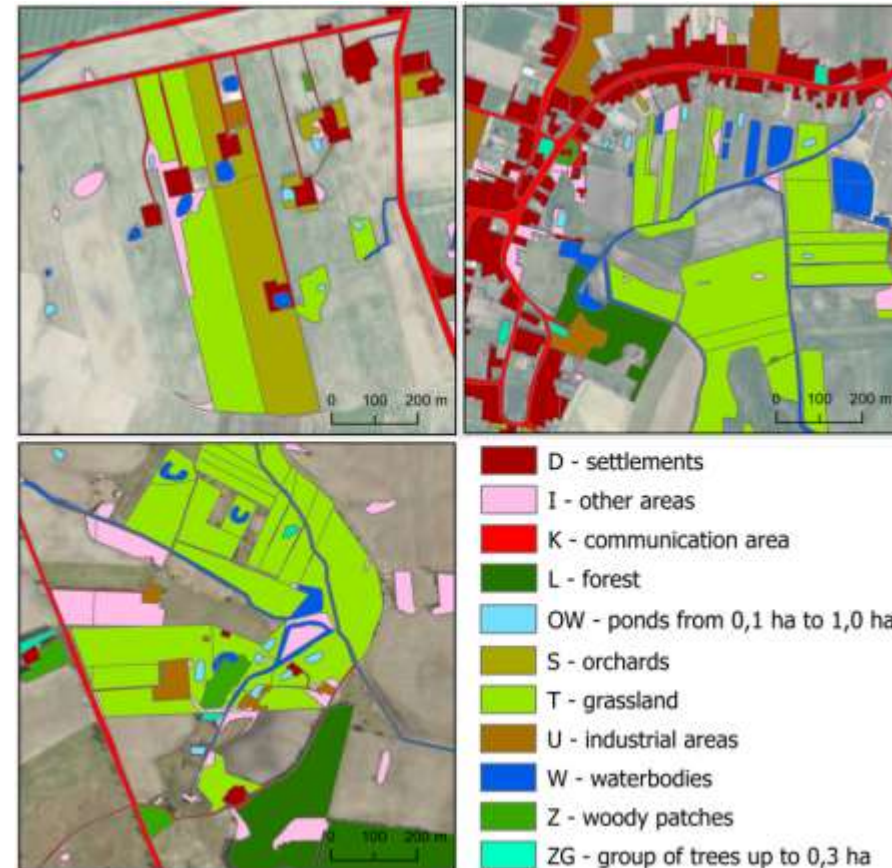 0 100 200 m
0 100 200 m
0 100 200 m
D - settlements
I - other areas
K - communication area
L - forest
OW - ponds from 0,1 ha to 1,0 ha
S - orchards
T - grassland
U - industrial areas
W - waterbodies
Z - woody patches
ZG - group of trees up to 0,3 ha